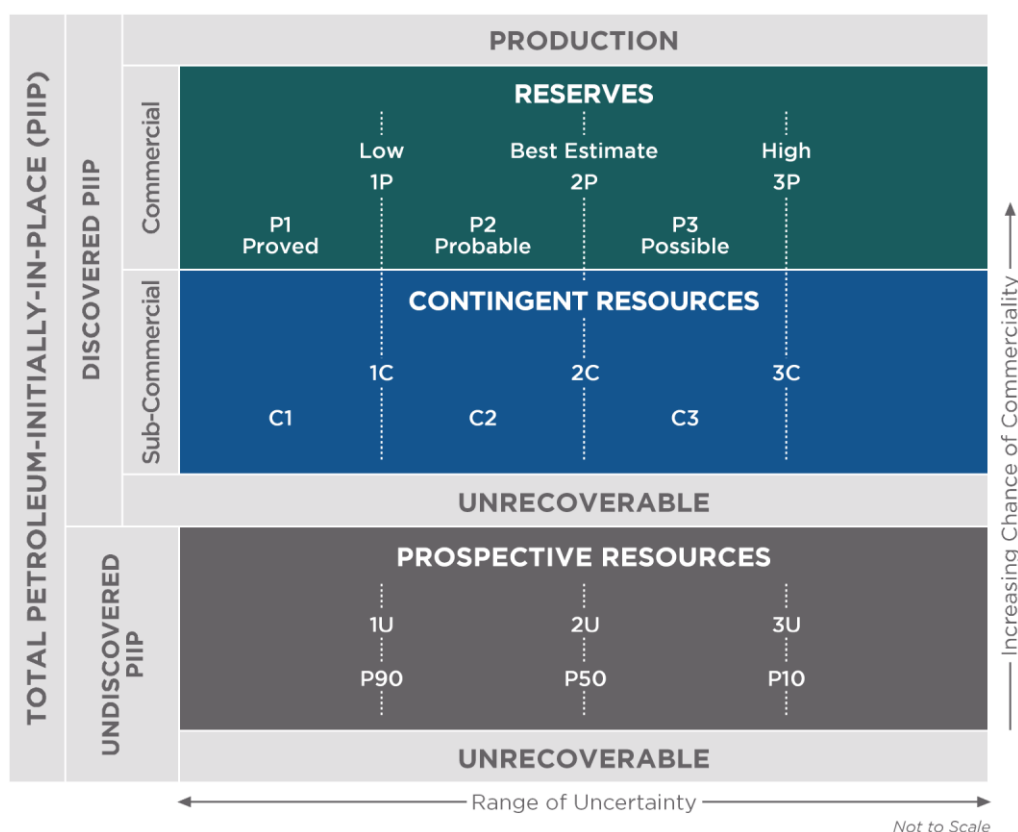 TOTAL PETROLEUM-INITIALLY-IN-PLACE (PIIP)
DISCOVERED PIIP
PRODUCTION
Commercial
RESERVES
Low
Best Estimate
High
1P
2P
3P
P1
Proved
P2
Probable
P3
Possible
Sub-Commercial
CONTINGENT RESOURCES
1C
2C
3C
C1
C2
C3
UNRECOVERABLE
UNDISCOVERED
PIIP
PROSPECTIVE RESOURCES
1U
2U
3U
P90
P50
P10
UNRECOVERABLE
Increasing Chance of Commerciality
Range of Uncertainty
Not to Scale